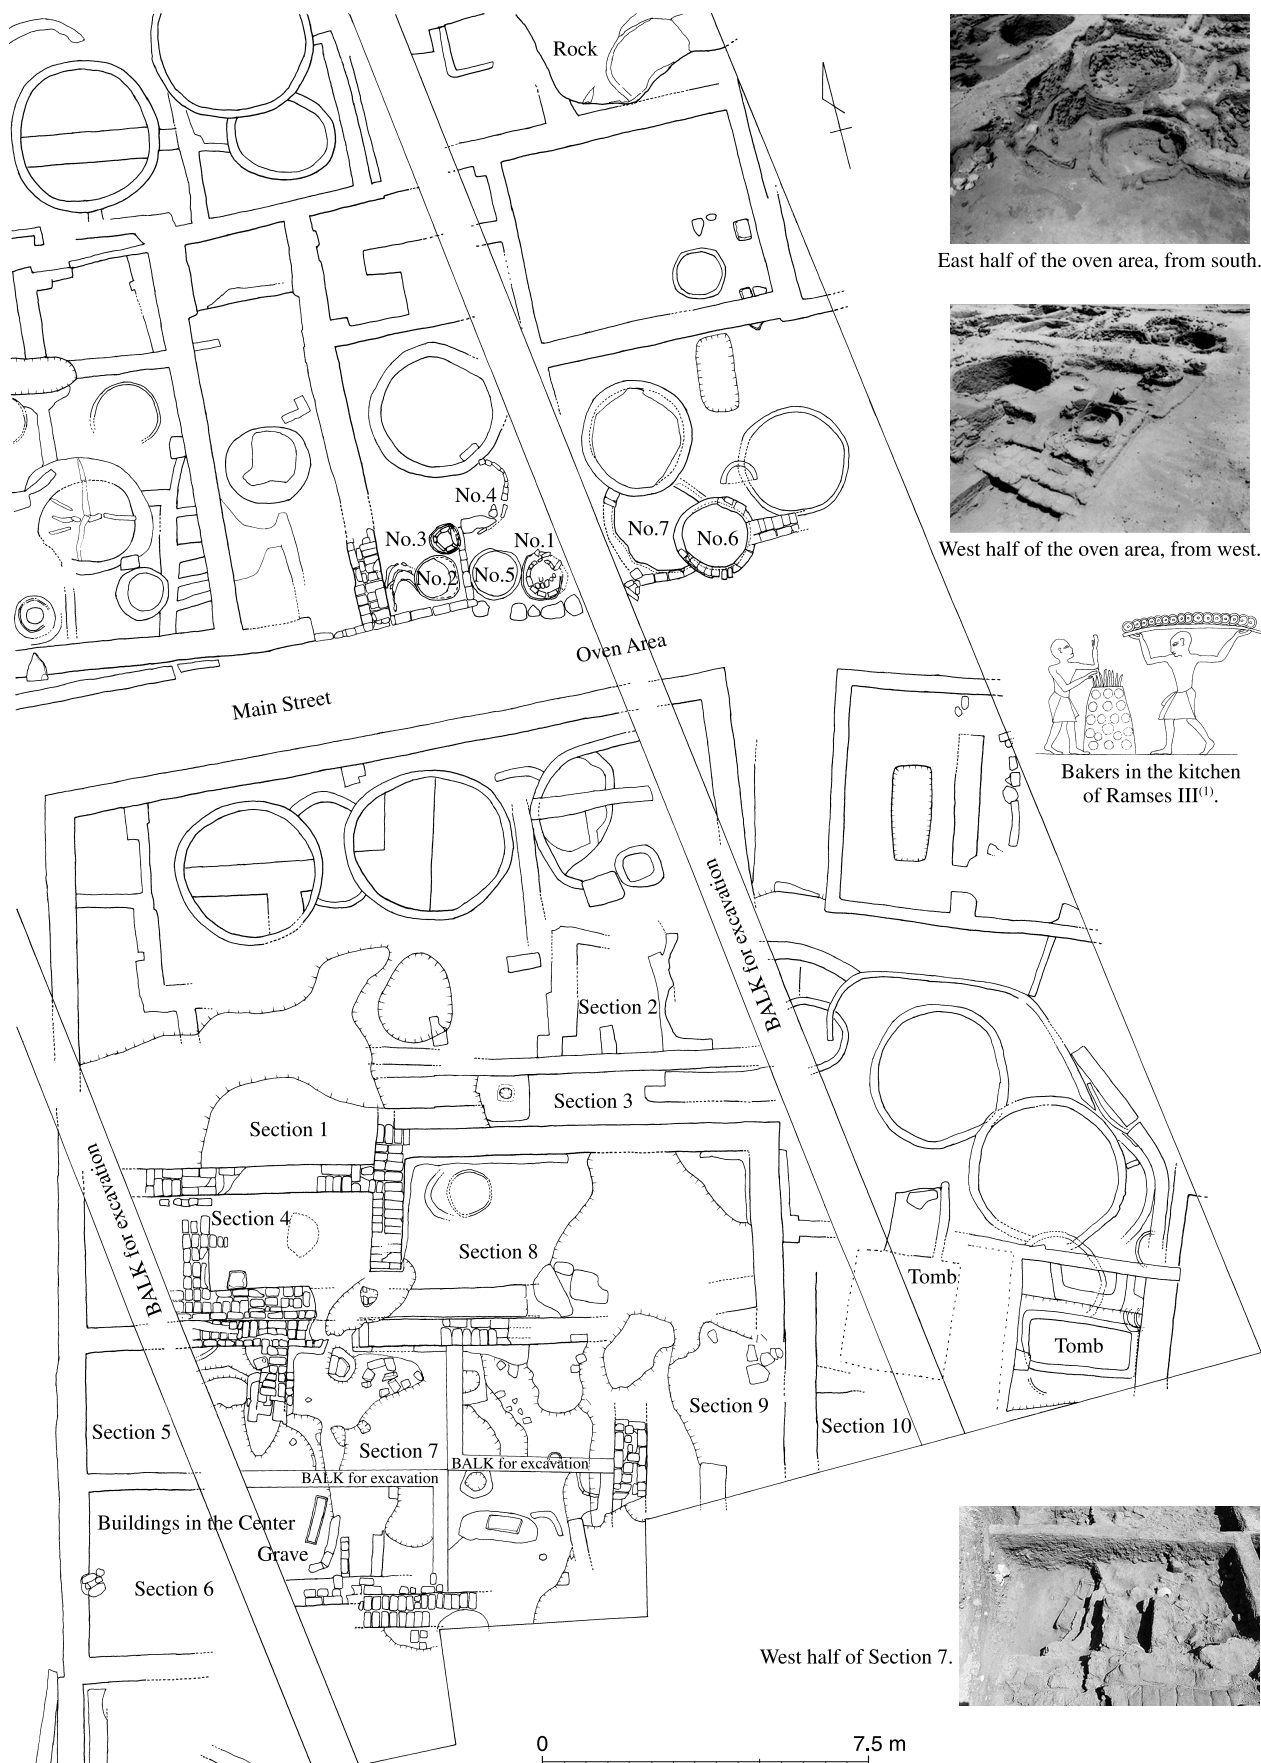 Rock
East half of the oven area, from south.
No.4
No.3
No.1
No.7
No.6
No.2
No.5
West half of the oven area, from west.
Oven Area
Main Street
Bakers in the kitchen
of Ramses III(1).
BALK for excavation
Section 2
Section 3
Section 1
BALK for excavation
Section 4
Section 8
Tomb
Tomb
Section 9
Section 10
Section 5
Section 7
BALK for excavation
BALK for excavation
Buildings in the Center
Grave
Section 6
West half of Section 7.
0
7.5 m